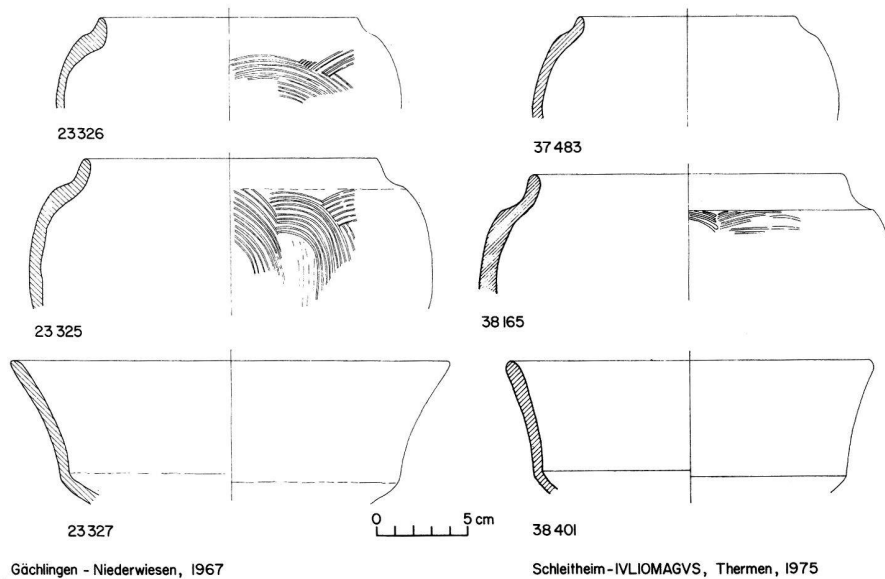 23326
37483
23325
38165
23327
0 5 cm
38401
Gächlingen - Niederwiesen, 1967
Schleitheim-IVLIOMAGVS, Thermen, 1975